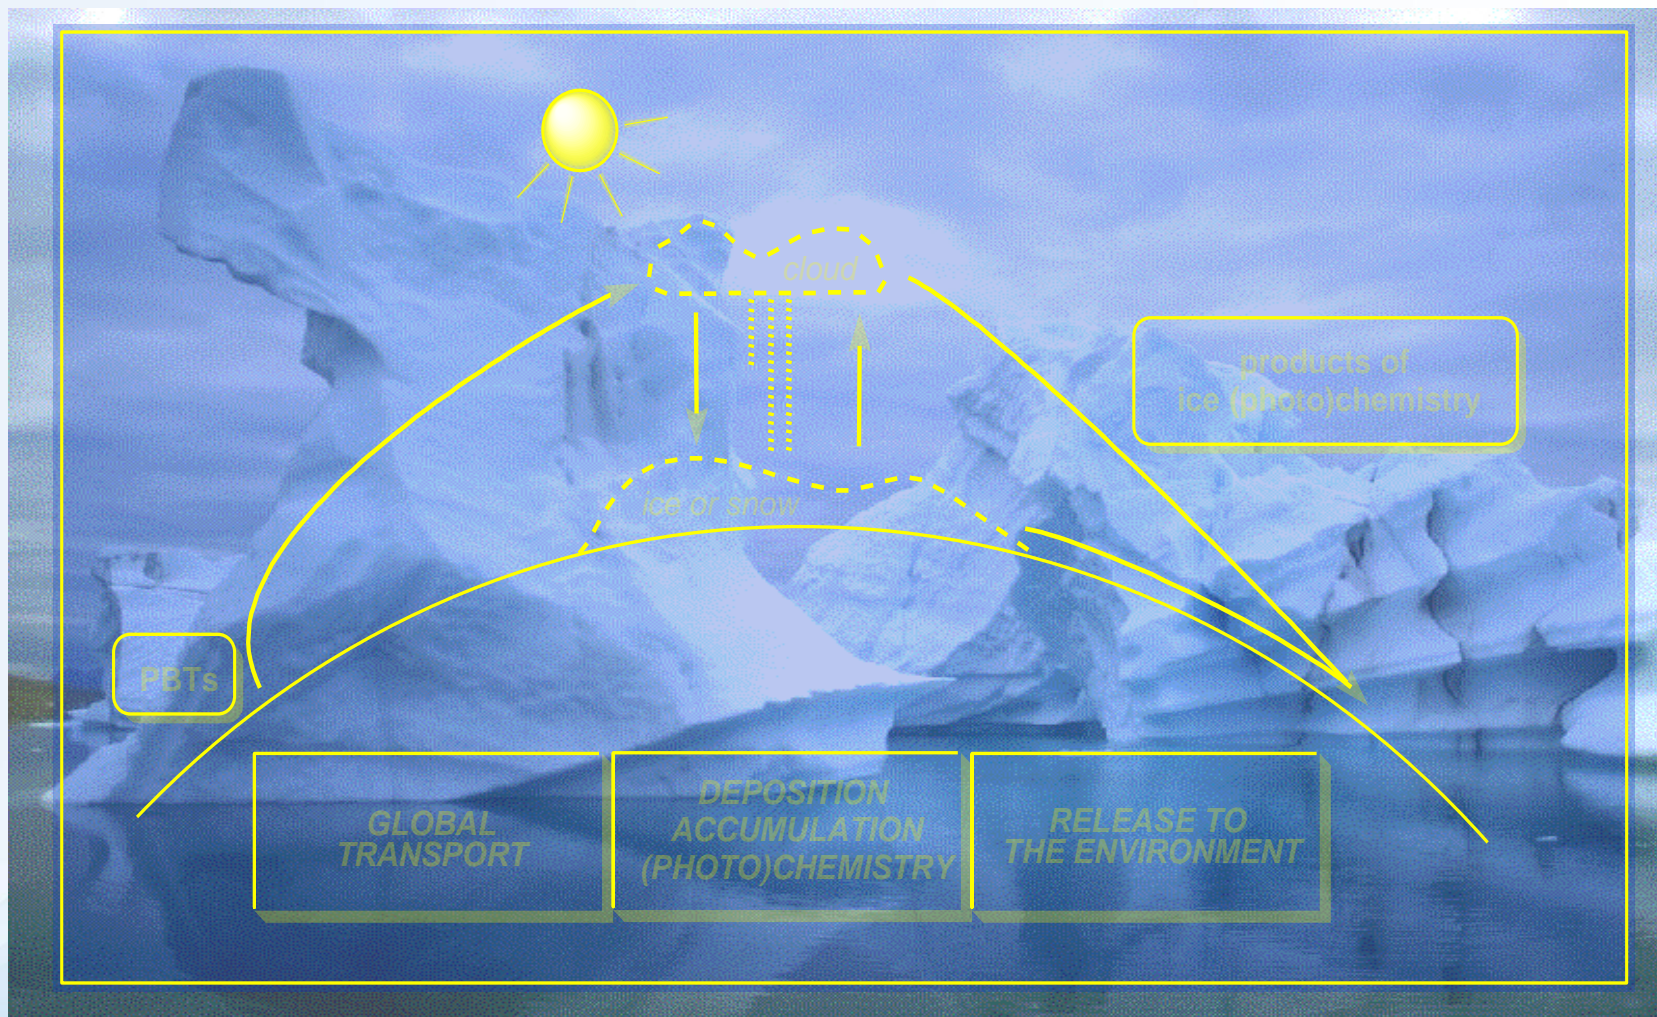 cloud
products of
ice (photo)chemistry
ice or snow
PBTs
GLOBAL
TRANSPORT
DEPOSITION
ACCUMULATION
(PHOTO)CHEMISTRY
RELEASE TO
THE ENVIRONMENT